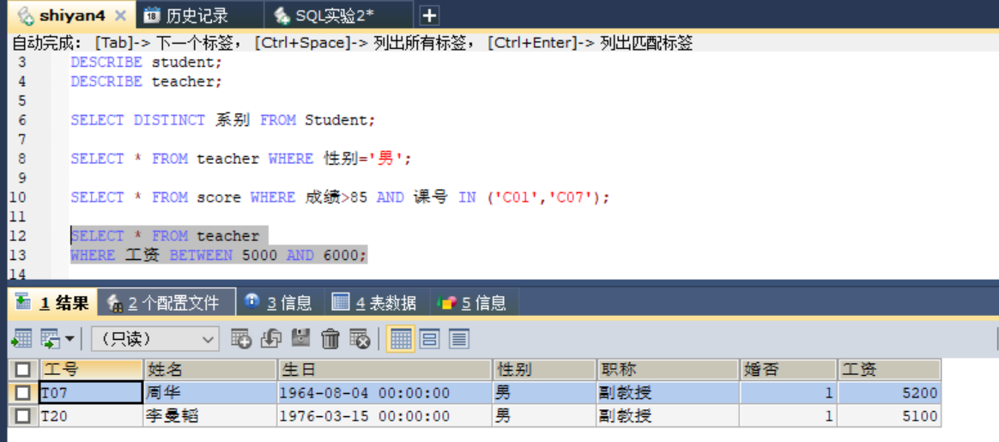 shiyan4 历史记录 SQL实验2*
自动完成: [Tab]-> 下一个标签, [Ctrl+Space]-> 列出所有标签, [Ctrl+Enter]-> 列出匹配标签
3 DESCRIBE student;
4 DESCRIBE teacher;
5
6 SELECT DISTINCT 系别 FROM Student;
7
8 SELECT * FROM teacher WHERE 性别='男';
9
10 SELECT * FROM score WHERE 成绩>85 AND 课号 IN ('C01','C07');
11
12 SELECT * FROM teacher
13 WHERE 工资 BETWEEN 5000 AND 6000;
14
1 结果 2 个配置文件 3 信息 4 表数据 5 信息
(只读)
工号 姓名 生日 性别 职称 婚否 工资
T07 周华 1964-08-04 00:00:00 男 副教授 1 5200
T20 李曼韬 1976-03-15 00:00:00 男 副教授 1 5100